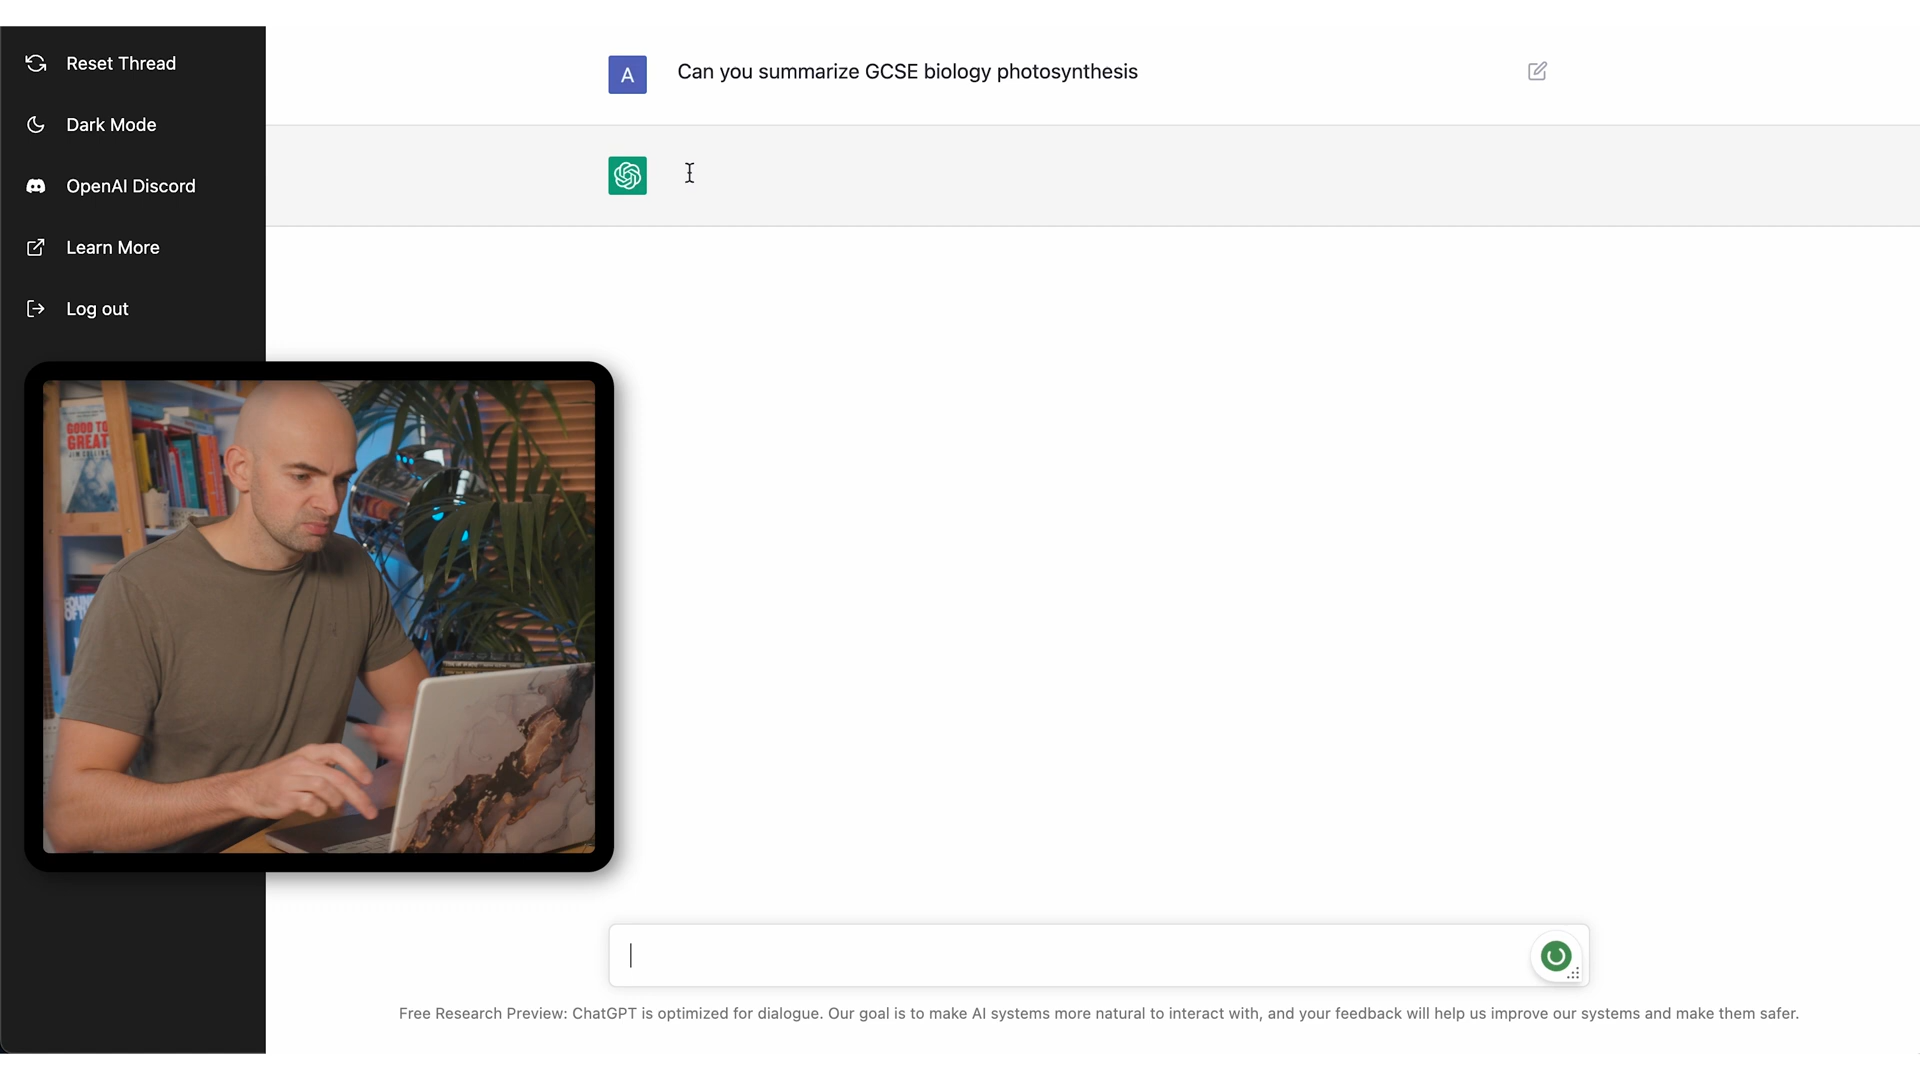 Reset Thread
Dark Mode
OpenAI Discord
Learn More
Log out
A
Can you summarize GCSE biology photosynthesis
GOOD TO
GREAT
JIM COLLINS
Free Research Preview: ChatGPT is optimized for dialogue. Our goal is to make AI systems more natural to interact with, and your feedback will help us improve our systems and make them safer.